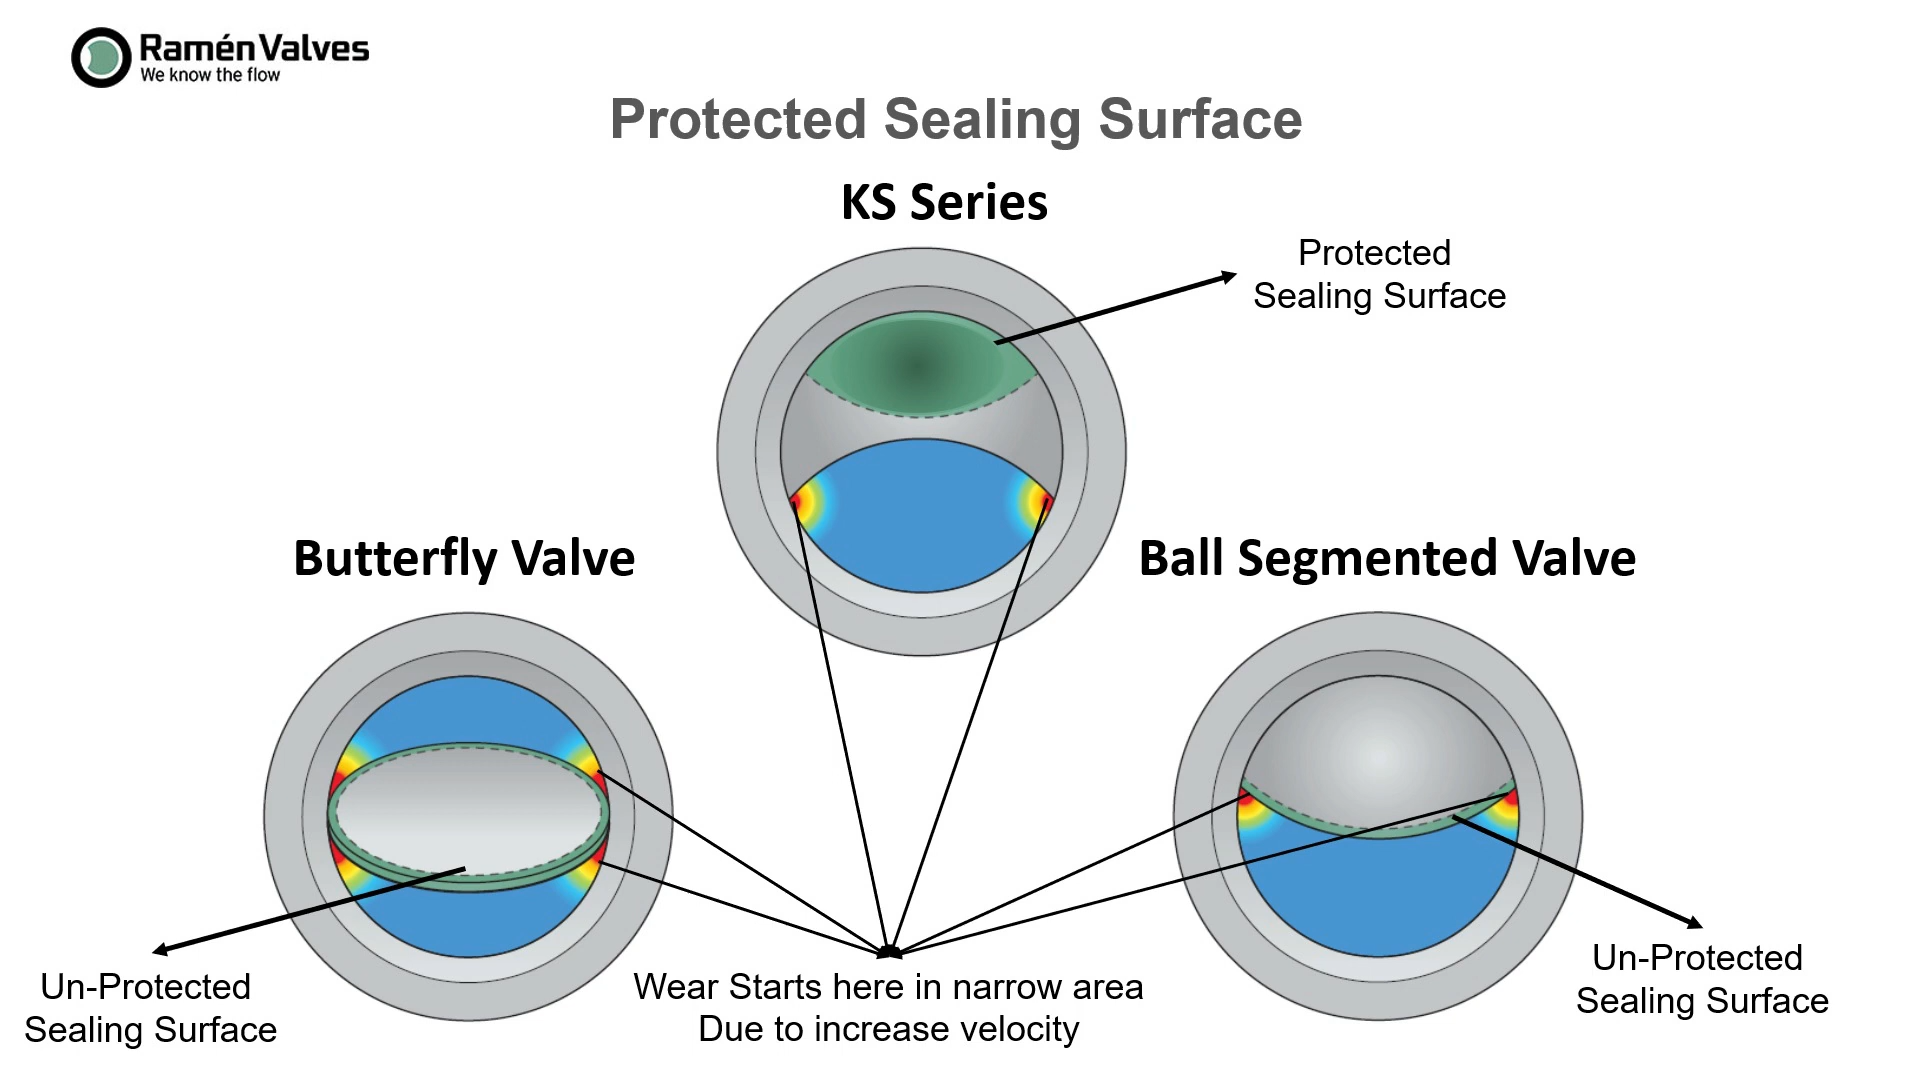 Ramén Valves
We know the flow
Protected Sealing Surface
KS Series
Protected
Sealing Surface
Butterfly Valve
Ball Segmented Valve
Un-Protected
Sealing Surface
Wear Starts here in narrow area
Due to increase velocity
Un-Protected
Sealing Surface